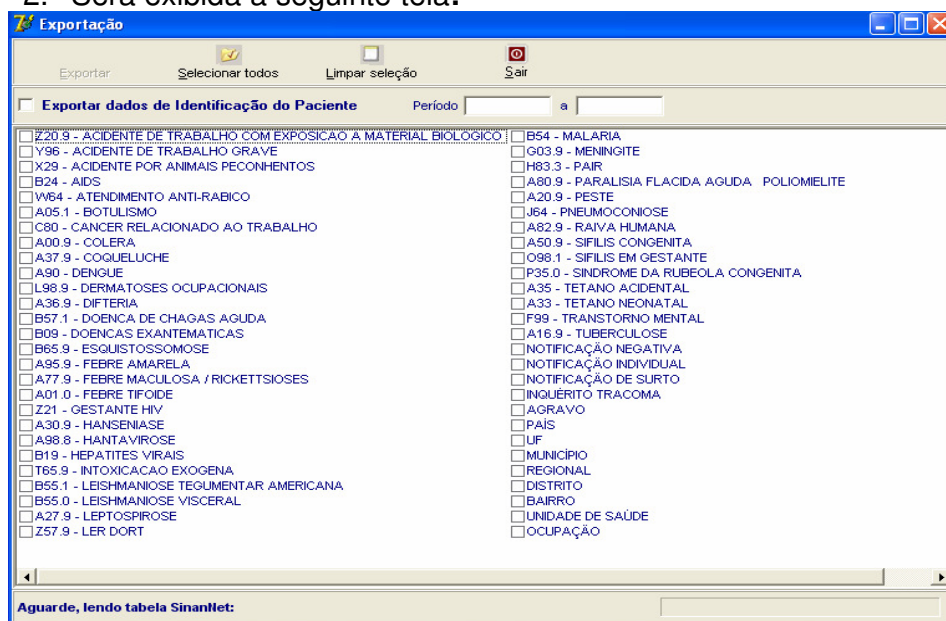 2. Será exibida a seguinte tela:
Exportação
Exportar Selecionar todos Limpar seleção Sair
Exportar dados de Identificação do Paciente Período a
Z20.9 - ACIDENTE DE TRABALHO COM EXPOSICAO A MATERIAL BIOLOGICO
Y96 - ACIDENTE DE TRABALHO GRAVE
X29 - ACIDENTE POR ANIMAIS PECONHENTOS
B24 - AIDS
W64 - ATENDIMENTO ANTI-RABICO
A05.1 - BOTULISMO
C80 - CANCER RELACIONADO AO TRABALHO
A00.9 - COLERA
A37.9 - COQUELUCHE
A90 - DENGUE
L98.9 - DERMATOSES OCUPACIONAIS
A36.9 - DIFTERIA
B57.1 - DOENCA DE CHAGAS AGUDA
B09 - DOENCAS EXANTEMATICAS
B65.9 - ESQUISTOSSOMOSE
A95.9 - FEBRE AMARELA
A77.9 - FEBRE MACULOSA / RICKETTSIOSES
A01.0 - FEBRE TIFOIDE
Z21 - GESTANTE HIV
A30.9 - HANSENIASE
A98.8 - HANTAVIROSE
B19 - HEPATITES VIRAIS
T65.9 - INTOXICACAO EXOGENA
B55.1 - LEISHMANIOSE TEGUMENTAR AMERICANA
B55.0 - LEISHMANIOSE VISCERAL
A27.9 - LEPTOSPIROSE
Z57.9 - LER DORT
B54 - MALARIA
G03.9 - MENINGITE
H83.3 - PAIR
A80.9 - PARALISIA FLACIDA AGUDA POLIOMIELITE
A20.9 - PESTE
J64 - PNEUMOCONIOSE
A82.9 - RAIVA HUMANA
A50.9 - SIFILIS CONGENITA
O98.1 - SIFILIS EM GESTANTE
P35.0 - SINDROME DA RUBEOLA CONGENITA
A35 - TETANO ACIDENTAL
A33 - TETANO NEONATAL
F99 - TRANSTORNO MENTAL
A16.9 - TUBERCULOSE
NOTIFICAÇÃO NEGATIVA
NOTIFICAÇÃO INDIVIDUAL
NOTIFICAÇÃO DE SURTO
INQUÉRITO TRACOMA
AGRAVO
PAÍS
UF
MUNICÍPIO
REGIONAL
DISTRITO
BAIRRO
UNIDADE DE SAÚDE
OCUPAÇÃO
Aguarde, lendo tabela SinanNet: